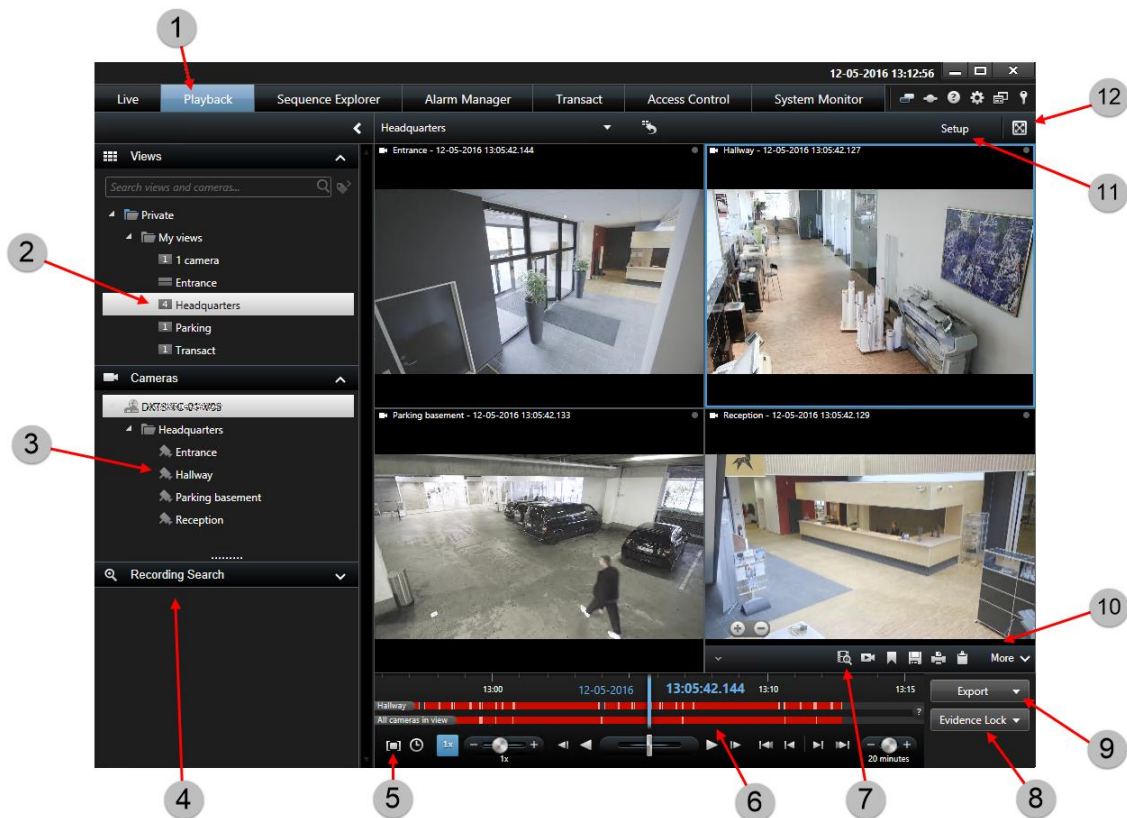 1
12-05-2016 13:12:56
Live Playback Sequence Explorer Alarm Manager Transact Access Control System Monitor
12
Headquarters
Setup
11
Views
Search views and cameras...
Private
My views
2
1 1 camera
Entrance
4 Headquarters
1 Parking
1 Transact
Cameras
Headquarters
3
Entrance
Hallway
Parking basement
Reception
Recording Search
4
Entrance - 12-05-2016 13:05:42.144
Hallway - 12-05-2016 13:05:42.127
Parking basement - 12-05-2016 13:05:42.133
Reception - 12-05-2016 13:05:42.129
10
More
13:00 12-05-2016 13:05:42.144 13:10 13:15
Hallway
All cameras in view
?
Export
Evidence Lock
1x
1x
20 minutes
5
6
7
8
9